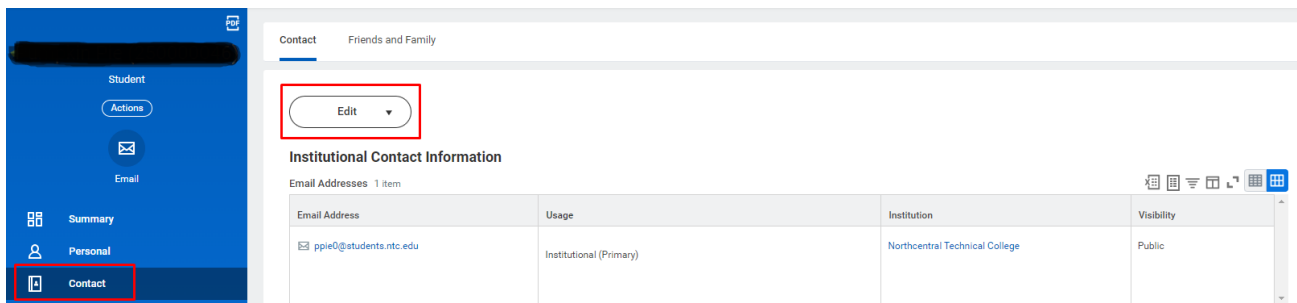 PDF
Student
Actions
Email
Summary
Personal
Contact
Contact Friends and Family
Edit
Institutional Contact Information
Email Addresses 1 item
Email Address Usage Institution Visibility
ppie0@students.ntc.edu Institutional (Primary) Northcentral Technical College Public